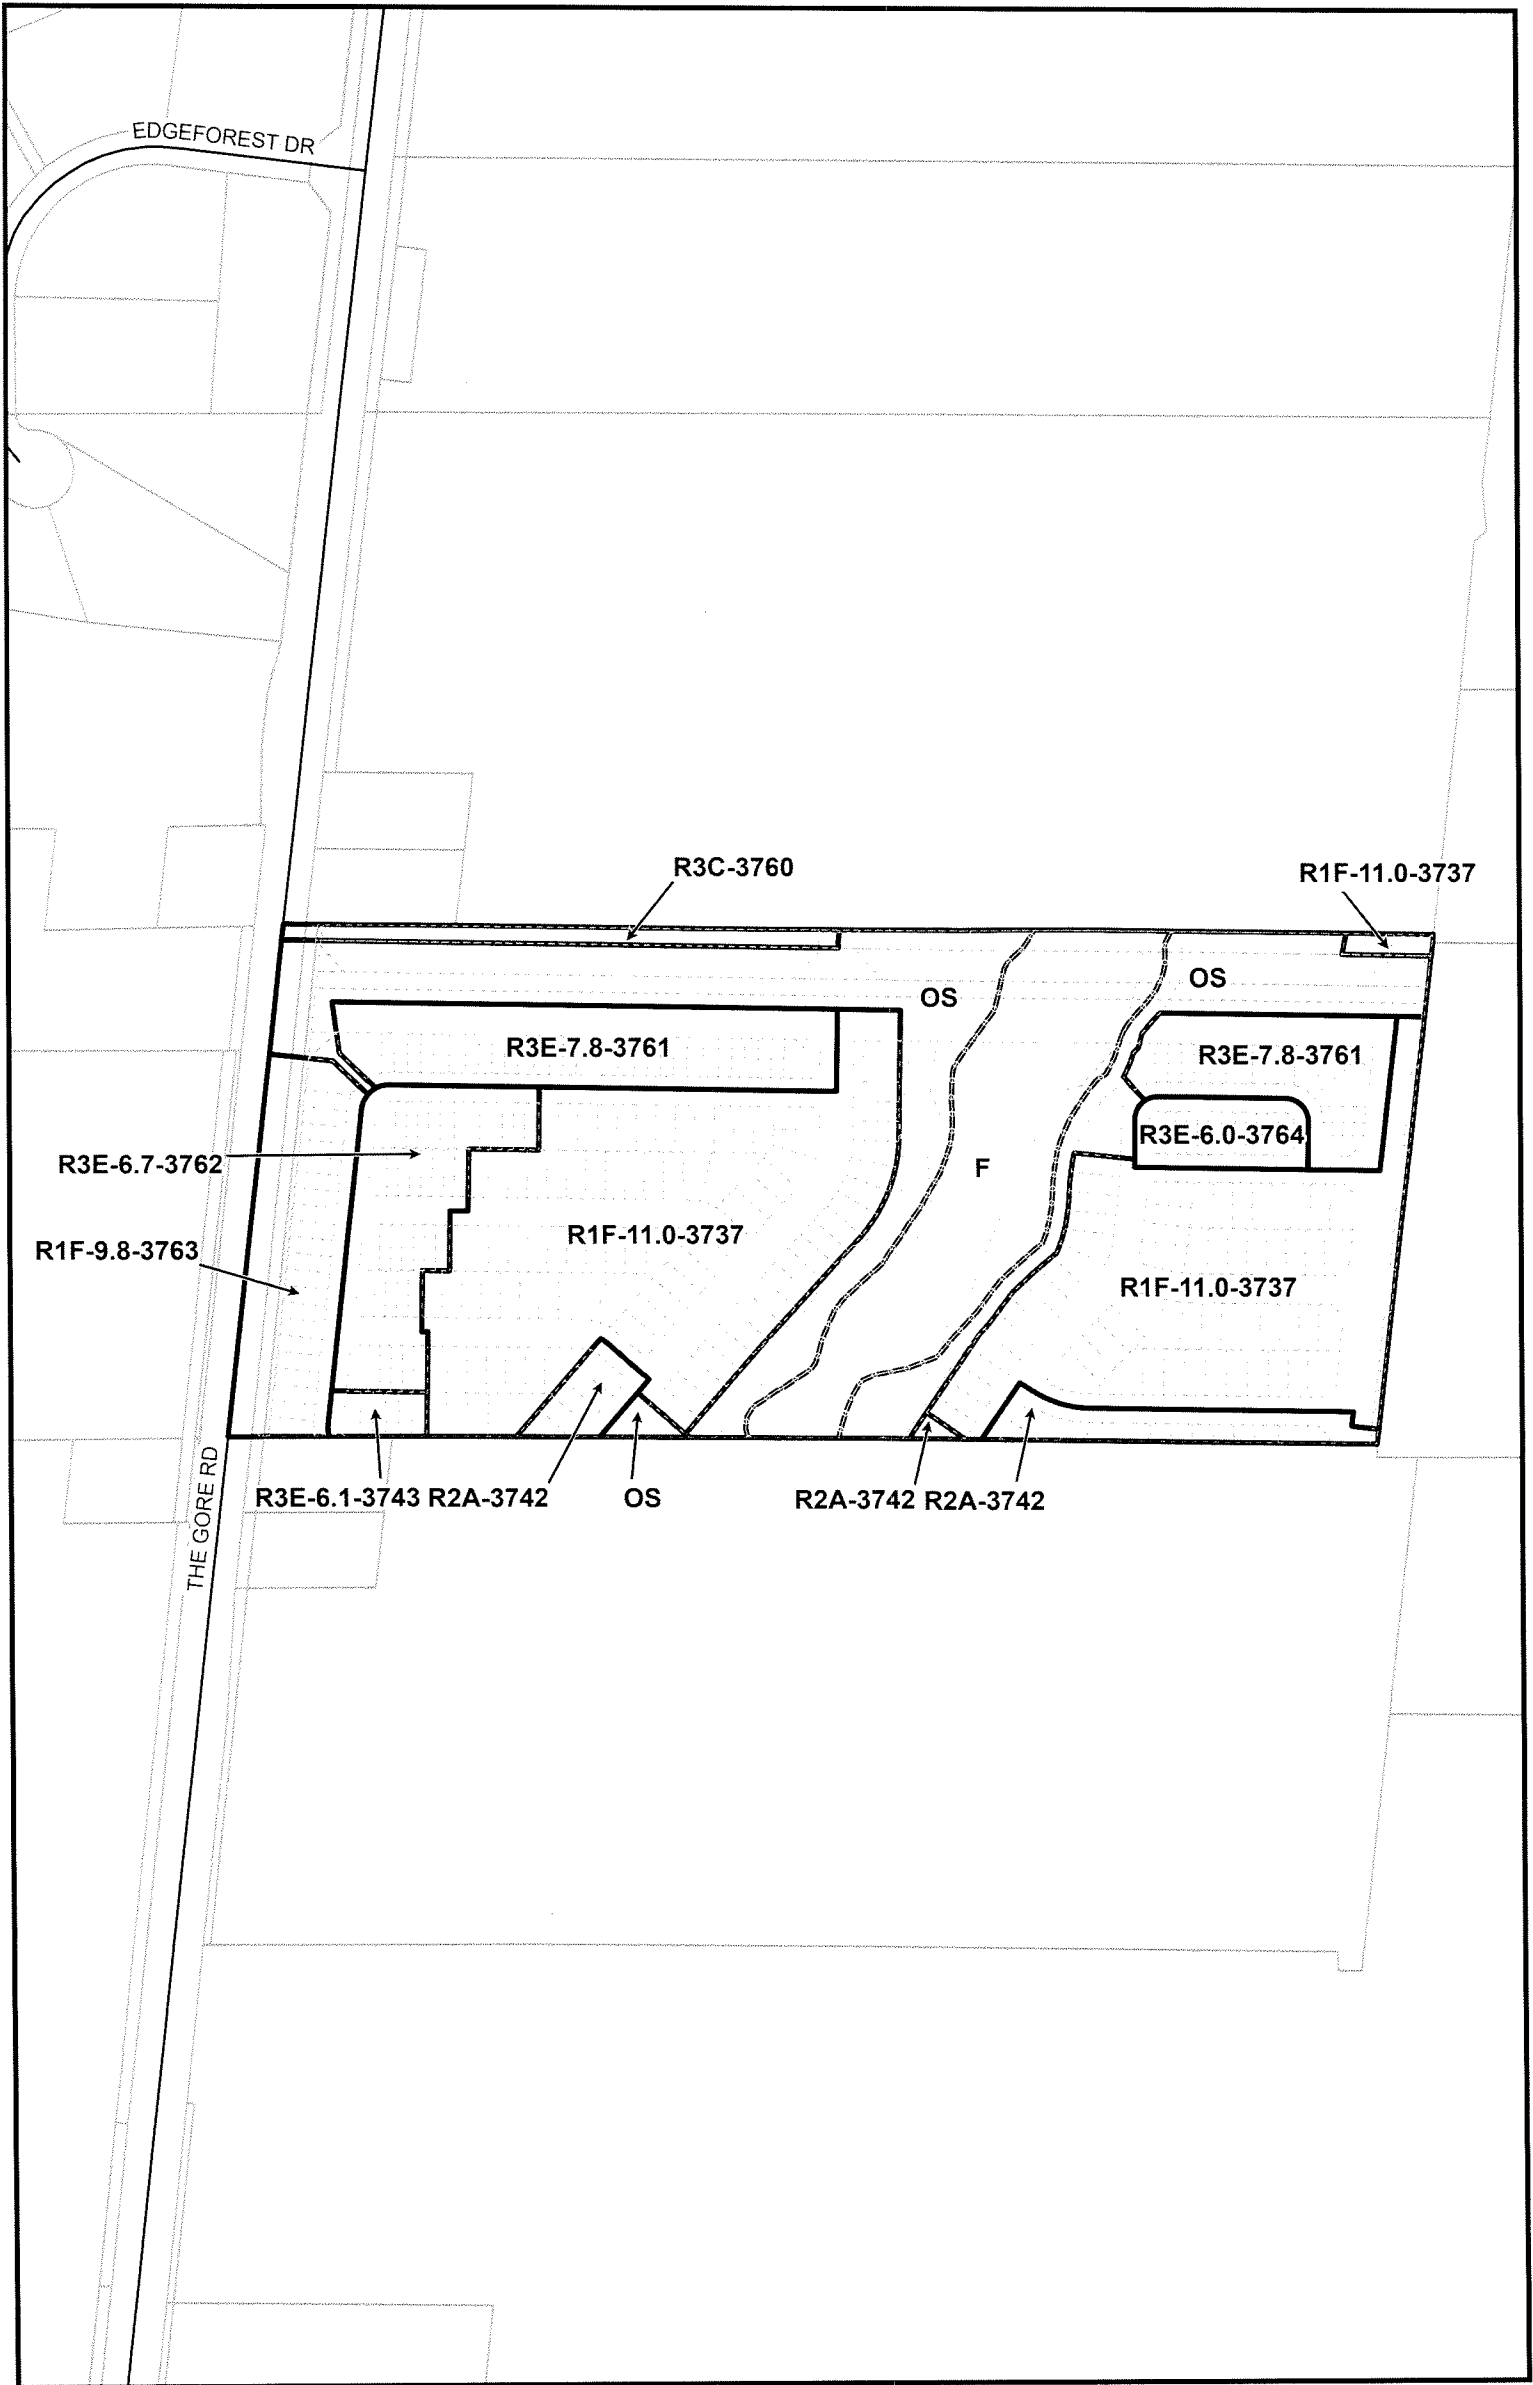 EDGEFOREST DR
R3C-3760
R1F-11.0-3737
OS
OS
R3E-7.8-3761
R3E-7.8-3761
R3E-6.0-3764
R3E-6.7-3762
F
R1F-11.0-3737
R1F-9.8-3763
R1F-11.0-3737
R3E-6.1-3743 R2A-3742 OS R2A-3742 R2A-3742
THE GORE RD